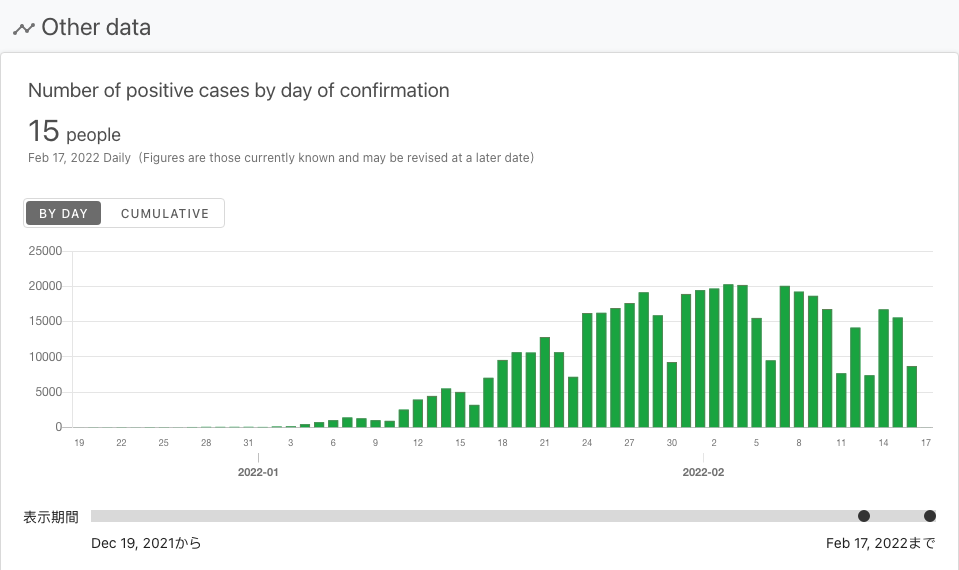 Other data
Number of positive cases by day of confirmation
15 people
Feb 17, 2022 Daily（Figures are those currently known and may be revised at a later date）
BY DAY CUMULATIVE
25000
20000
15000
10000
5000
0
19 22 25 28 31 3 6 9 12 15 18 21 24 27 30 2 5 8 11 14 17
2022-01 2022-02
表示期間
Dec 19, 2021から Feb 17, 2022まで